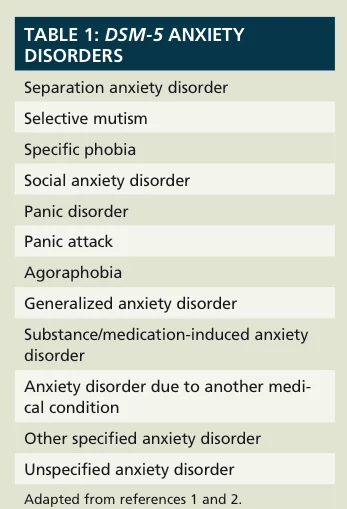 TABLE 1: DSM-5 ANXIETY
DISORDERS
Separation anxiety disorder
Selective mutism
Specific phobia
Social anxiety disorder
Panic disorder
Panic attack
Agoraphobia
Generalized anxiety disorder
Substance/medication-induced anxiety
disorder
Anxiety disorder due to another medi-
cal condition
Other specified anxiety disorder
Unspecified anxiety disorder
Adapted from references 1 and 2.